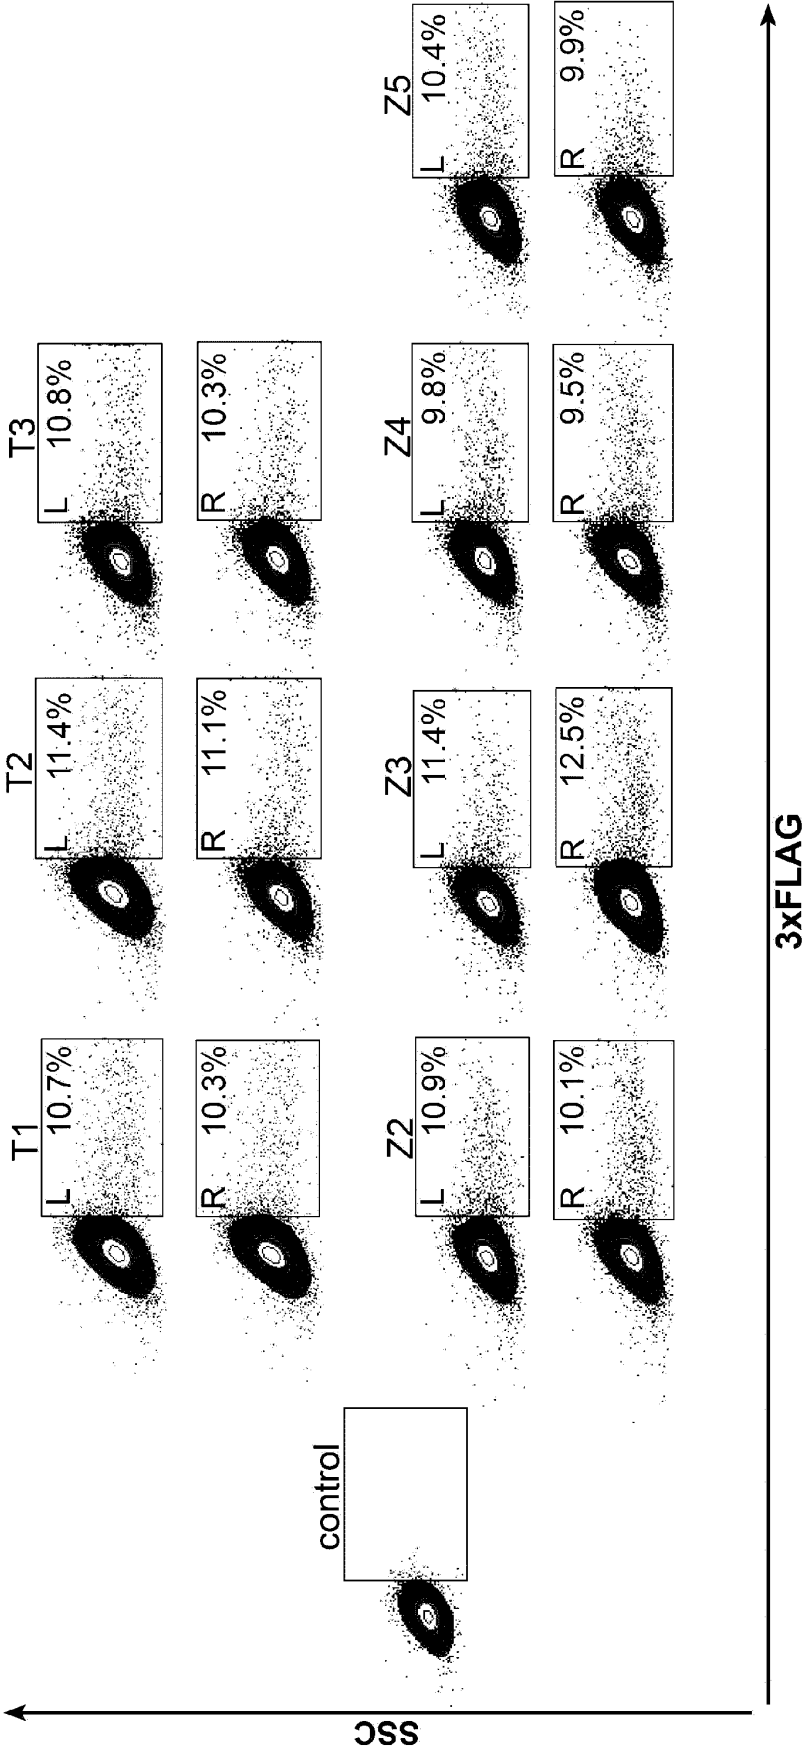 T1
T2
T3
L 10.7%
L 11.4%
L 10.8%
R 10.3%
R 11.1%
R 10.3%
control
Z2
Z3
Z4
Z5
L 10.9%
L 11.4%
L 9.8%
L 10.4%
R 10.1%
R 12.5%
R 9.5%
R 9.9%
SSC
3xFLAG